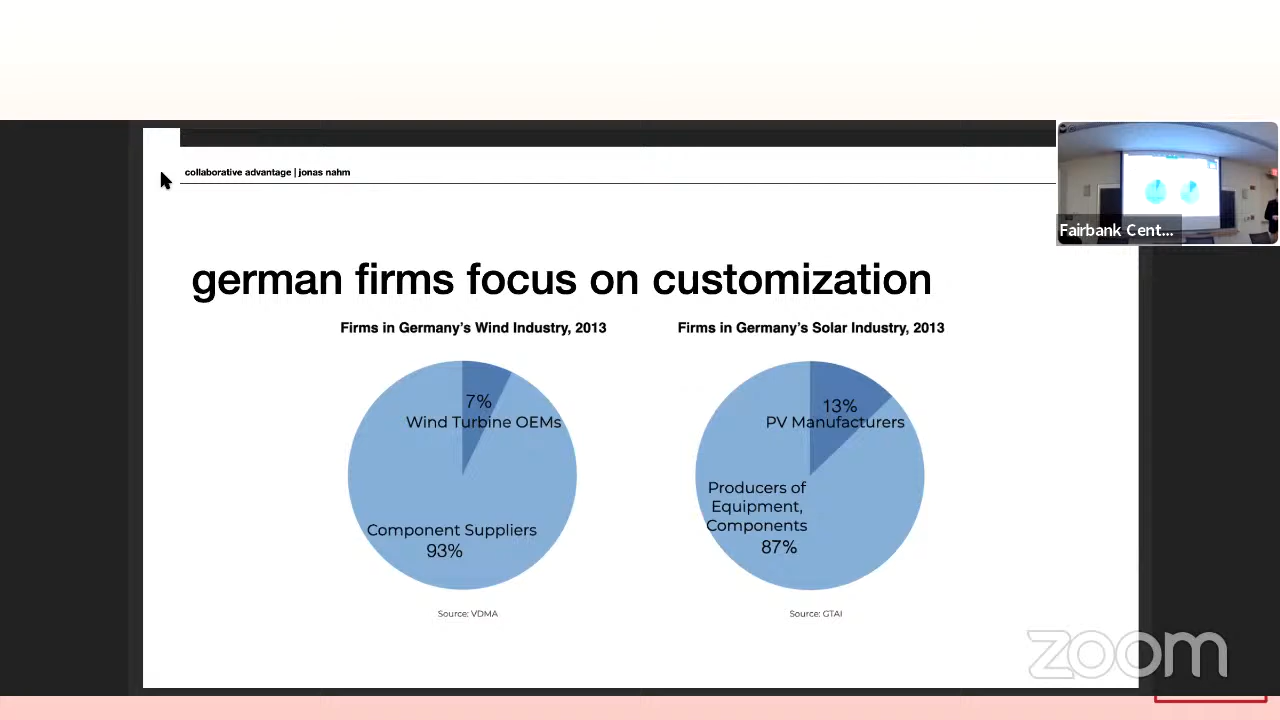 collaborative advantage | jonas nahm
Fairbank Cent...
german firms focus on customization
Firms in Germany's Wind Industry, 2013
7%
Wind Turbine OEMs
Component Suppliers
93%
Source: VDMA
Firms in Germany's Solar Industry, 2013
13%
PV Manufacturers
Producers of
Equipment,
Components
87%
Source: GTAI
zoom